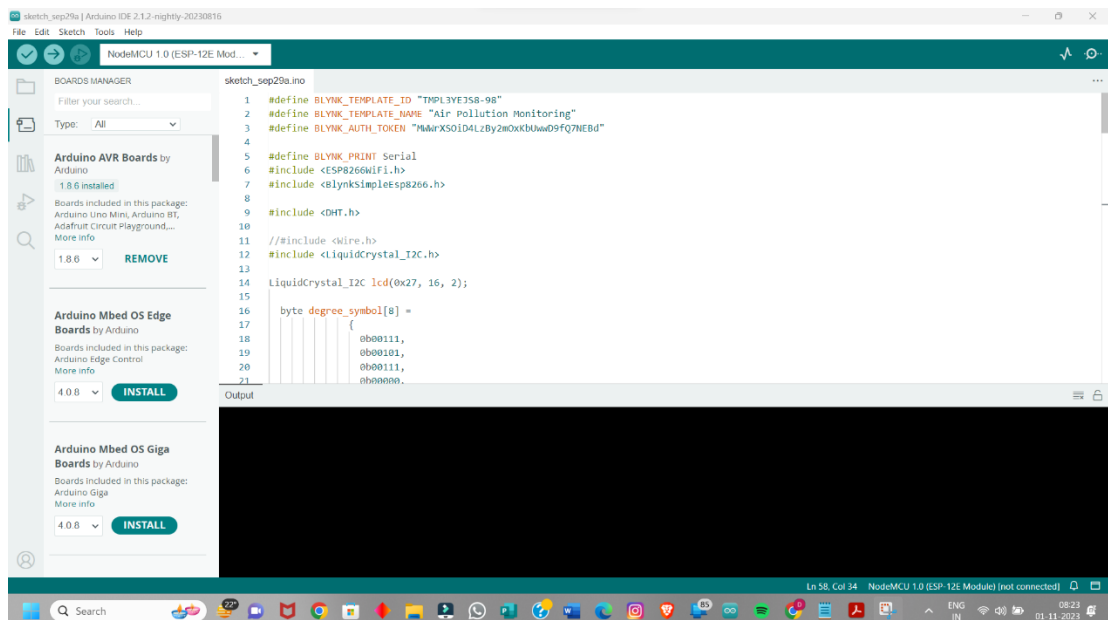 sketch_sep29a | Arduino IDE 2.1.2-nightly-20230816
File Edit Sketch Tools Help
NodeMCU 1.0 (ESP-12E Mod...
BOARDS MANAGER
Filter your search...
Type: All
Arduino AVR Boards by
Arduino
1.8.6 installed
Boards included in this package:
Arduino Uno Mini, Arduino BT,
Adafruit Circuit Playground,...
More info
1.8.6 REMOVE
Arduino Mbed OS Edge
Boards by Arduino
Boards included in this package:
Arduino Edge Control
More info
4.0.8 INSTALL
Arduino Mbed OS Giga
Boards by Arduino
Boards included in this package:
Arduino Giga
More info
4.0.8 INSTALL
sketch_sep29a.ino
1 #define BLYNK_TEMPLATE_ID "TMPL3YEJS8-98"
2 #define BLYNK_TEMPLATE_NAME "Air Pollution Monitoring"
3 #define BLYNK_AUTH_TOKEN "MWWrXSOiD4LzBy2mOxKbUwwD9fQ7NEBd"
4
5 #define BLYNK_PRINT Serial
6 #include <ESP8266WiFi.h>
7 #include <BlynkSimpleEsp8266.h>
8
9 #include <DHT.h>
10
11 //#include <Wire.h>
12 #include <LiquidCrystal_I2C.h>
13
14 LiquidCrystal_I2C lcd(0x27, 16, 2);
15
16 byte degree_symbol[8] =
17 {
18 0b00111,
19 0b00101,
20 0b00111,
21 0b00000,
Output
Ln 58, Col 34 NodeMCU 1.0 (ESP-12E Module) [not connected]
Search
22°
85
ENG
IN
08:23
01-11-2023